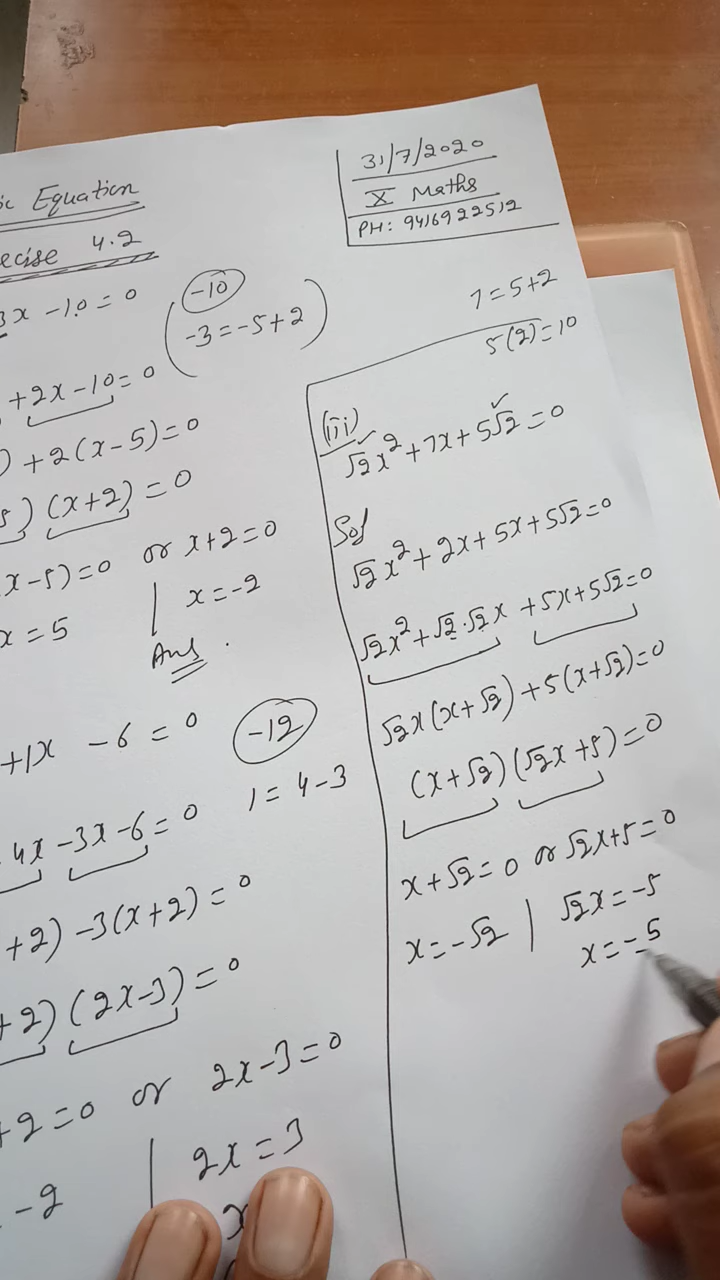 ic Equation
ecise 4.2
31/7/2020
X Maths
PH: 9416922512
3x - 10 = 0
-10
-3 = -5+2
+2x-10=0
) +2(x-5)=0
5) (x+2) = 0
x-5)=0 or x+2=0
x=5 | x=-2
Ans.
+1x -6 = 0
-12
1 = 4-3
4x -3x-6=0
+2) -3(x+2)=0
+2) (2x-3)=0
+2=0 or 2x-3=0
-2 | 2x=3
x
7=5+2
5(2)=10
(iii)
√2x²+7x+5√2=0
Sol
√2x²+2x+5x+5√2=0
√2x²+√2·√2x +5x+5√2=0
√2x(x+√2)+5(x+√2)=0
(x+√2)(√2x+5)=0
x+√2=0 or √2x+5=0
x=-√2 | √2x=-5
x=-5